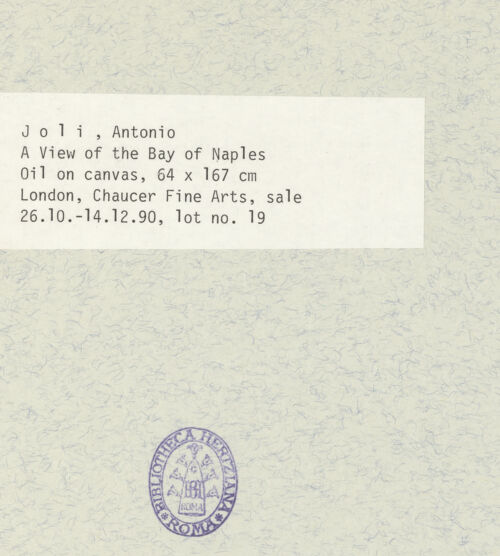 J o l i , Antonio
A View of the Bay of Naples
Oil on canvas, 64 x 167 cm
London, Chaucer Fine Arts, sale
26.10.-14.12.90, lot no. 19
BIBLIOTHECA HERTZIANA
ROMA
ROMA